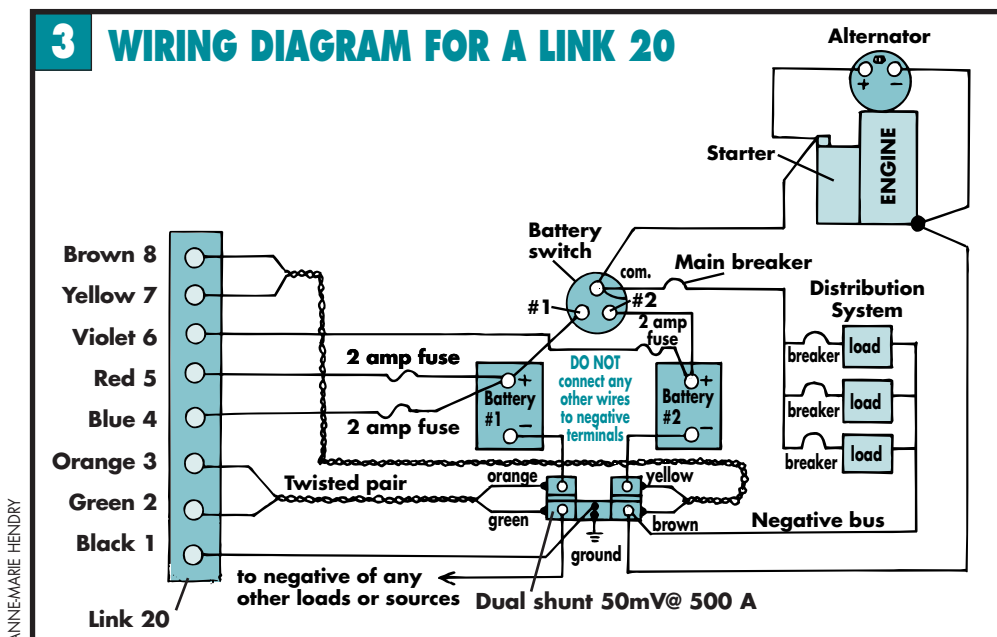 3 WIRING DIAGRAM FOR A LINK 20
Alternator
+ −
ENGINE
Starter
Battery
switch
com.
#1
#2
Main breaker
Distribution
System
breaker
load
breaker
load
breaker
load
Brown 8
Yellow 7
Violet 6
Red 5
Blue 4
Orange 3
Green 2
Black 1
Link 20
2 amp fuse
2 amp fuse
2 amp
fuse
+
Battery
#1
−
DO NOT
connect any
other wires
to negative
terminals
+
Battery
#2
−
Twisted pair
orange
green
yellow
brown
ground
Negative bus
to negative of any
other loads or sources
Dual shunt 50mV@ 500 A
ANNE-MARIE HENDRY